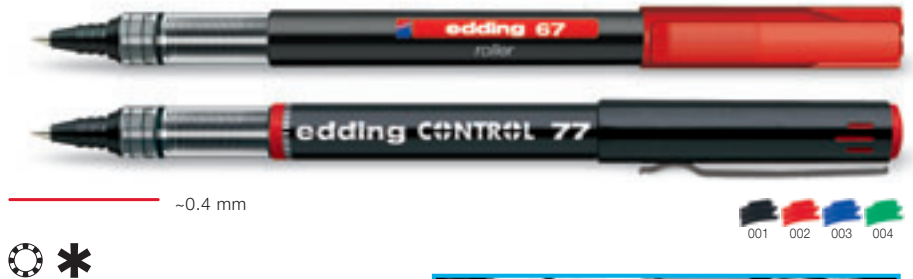 edding 67
roller
edding CONTROL 77
~0.4 mm
001 002 003 004